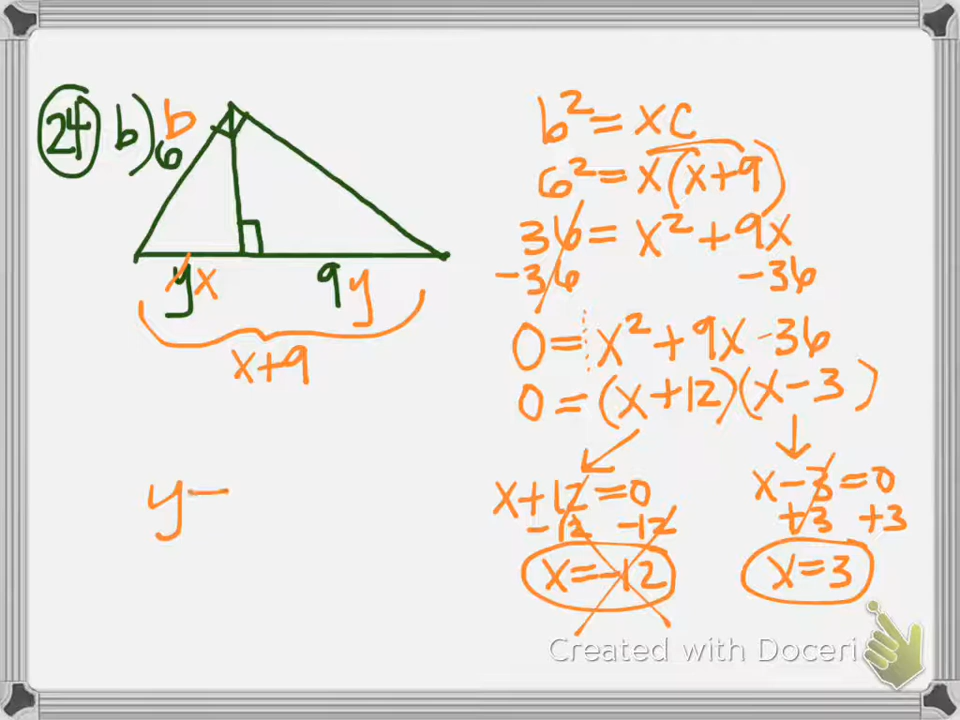 24 b) b
6
y x 9 y
x+9
y=
b² = xc
6² = x(x+9)
36 = x² + 9x
-36 -36
0 = x² + 9x - 36
0 = (x+12)(x-3)
x+12=0 x-3=0
-12 -12 +3 +3
x=-12 x=3
Created with Doceri